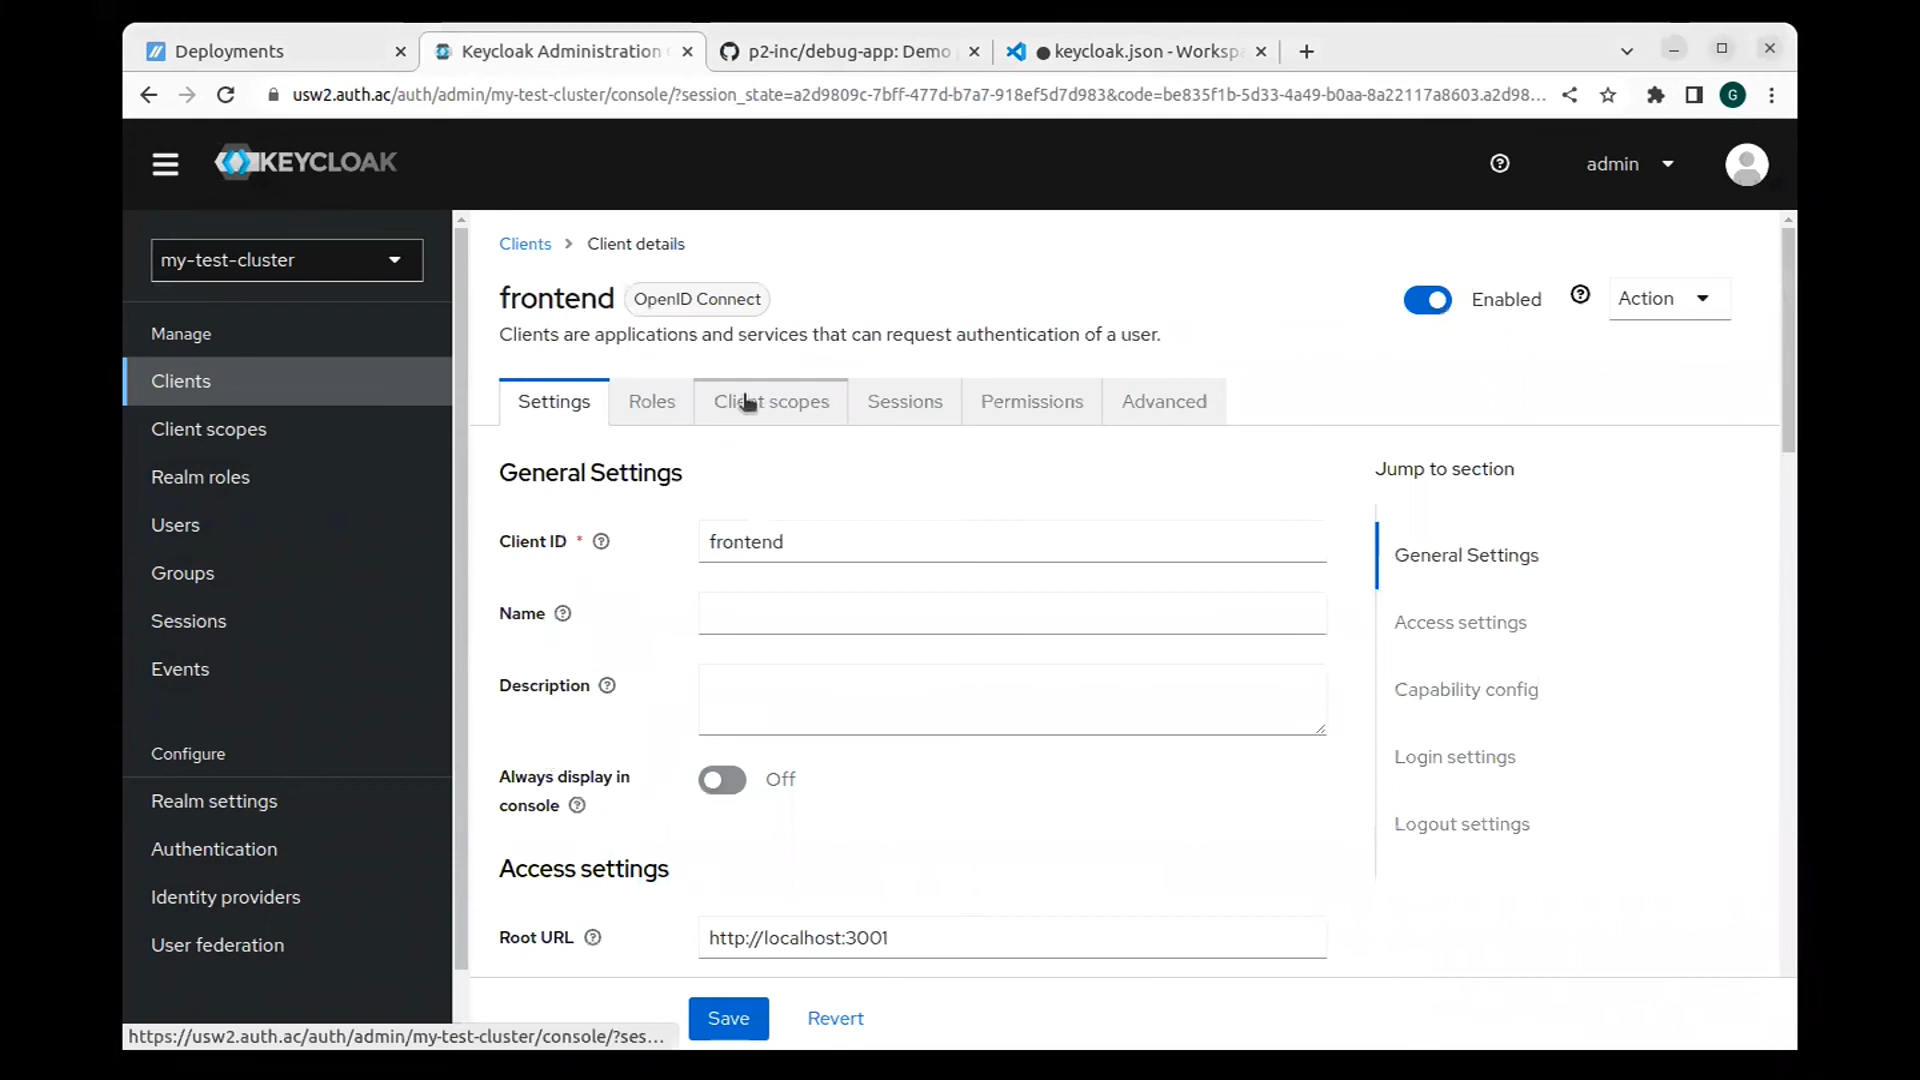 Deployments
Keycloak Administration
p2-inc/debug-app: Demo
keycloak.json - Worksp
usw2.auth.ac/auth/admin/my-test-cluster/console/?session_state=a2d9809c-7bff-477d-b7a7-918ef5d7d983&code=be835f1b-5d33-4a49-b0aa-8a22117a8603.a2d98...
G
KEYCLOAK
admin
my-test-cluster
Manage
Clients
Client scopes
Realm roles
Users
Groups
Sessions
Events
Configure
Realm settings
Authentication
Identity providers
User federation
Clients > Client details
frontend OpenID Connect
Enabled
Action
Clients are applications and services that can request authentication of a user.
Settings Roles Client scopes Sessions Permissions Advanced
General Settings
Client ID * frontend
Name
Description
Always display in
console
Off
Access settings
Root URL http://localhost:3001
Jump to section
General Settings
Access settings
Capability config
Login settings
Logout settings
Save Revert
https://usw2.auth.ac/auth/admin/my-test-cluster/console/?ses...